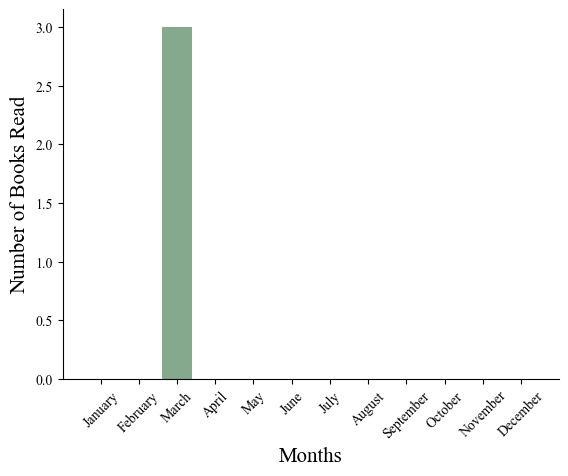 Number of Books Read
3.0
2.5
2.0
1.5
1.0
0.5
0.0
January
February
March
April
May
June
July
August
September
October
November
December
Months